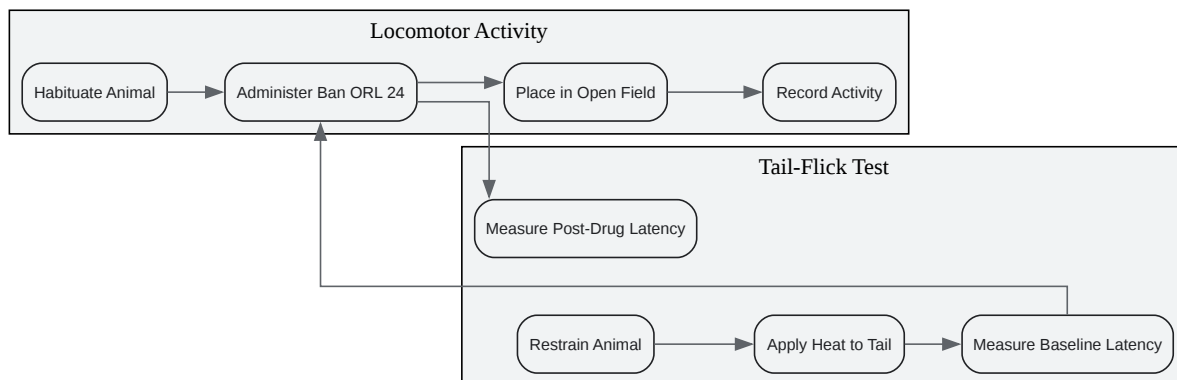 Locomotor Activity
Habituate Animal
Administer Ban ORL 24
Place in Open Field
Record Activity
Tail-Flick Test
Measure Post-Drug Latency
Restrain Animal
Apply Heat to Tail
Measure Baseline Latency